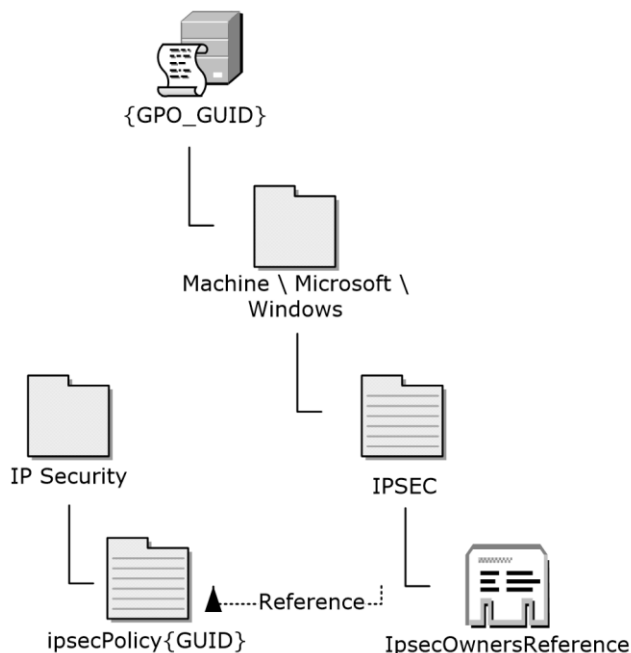 {GPO_GUID}
Machine \ Microsoft \
Windows
IP Security
IPSEC
Reference
ipsecPolicy{GUID}
IpsecOwnersReference